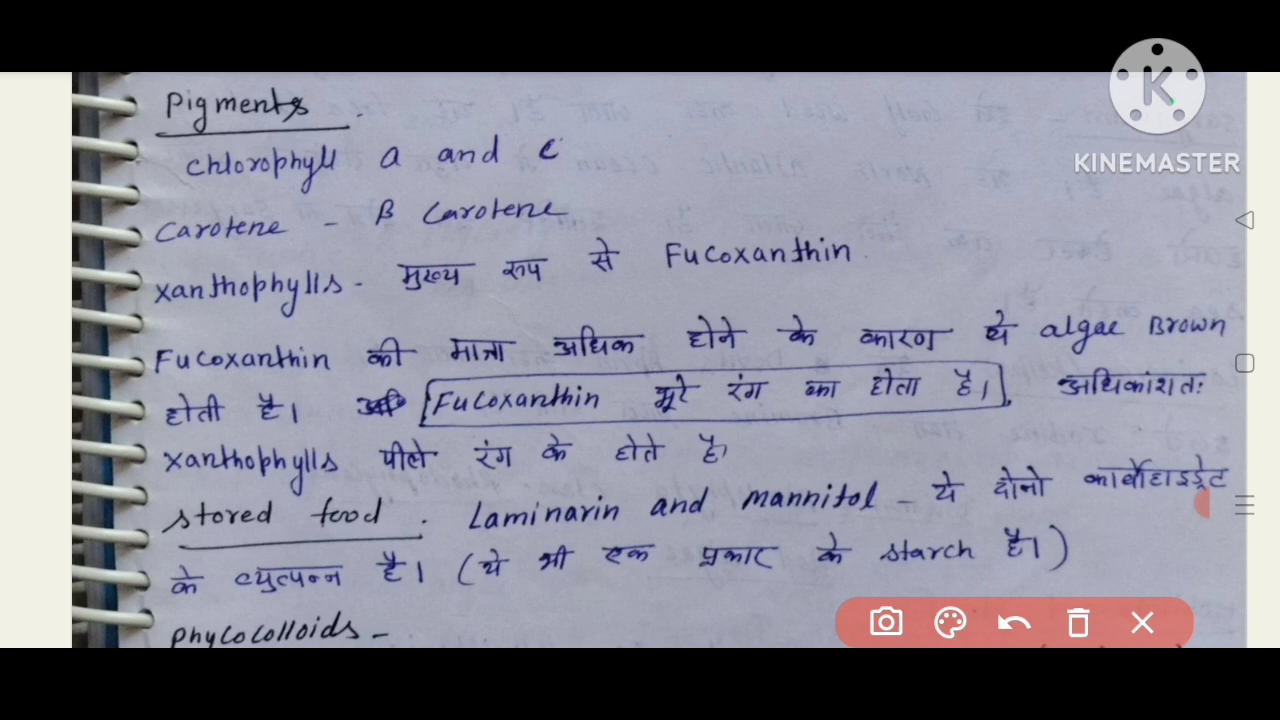 Pigments.
Chlorophyll a and c
KINEMASTER
Carotene - B Carotene
Xanthophylls - मुख्य रूप से Fucoxanthin.
Fucoxanthin की मात्रा अधिक होने के कारण ये algae Brown
होती है। Fucoxanthin भूरे रंग का होता है। अधिकाशतः
xanthophylls पीले रंग के होते है।
stored food. Laminarin and mannitol - ये दोनो कार्बोहाइड्रेट
के व्युत्पन्न है। (ये भी एक प्रकार के starch है।)
Phycocolloids -